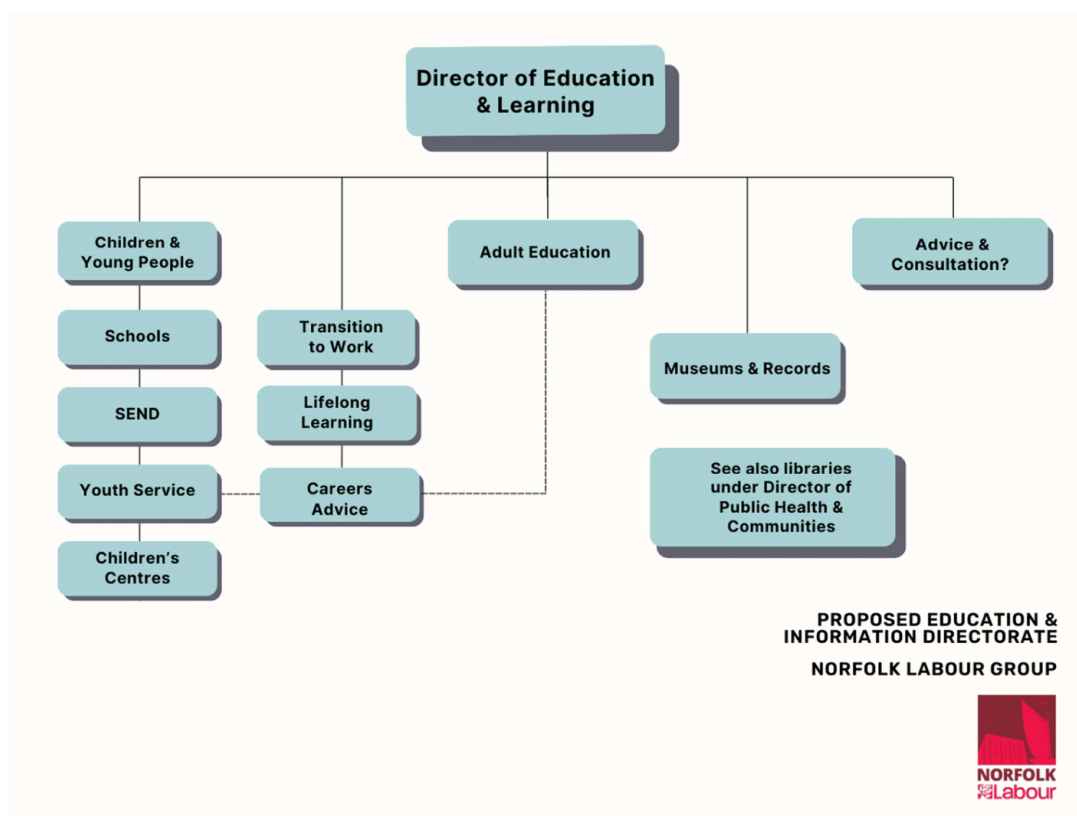 Director of Education
& Learning
Children &
Young People
Adult Education
Advice &
Consultation?
Schools
Transition
to Work
Museums & Records
SEND
Lifelong
Learning
Youth Service
Careers
Advice
See also libraries
under Director of
Public Health &
Communities
Children's
Centres
PROPOSED EDUCATION &
INFORMATION DIRECTORATE
NORFOLK LABOUR GROUP
NORFOLK
Labour